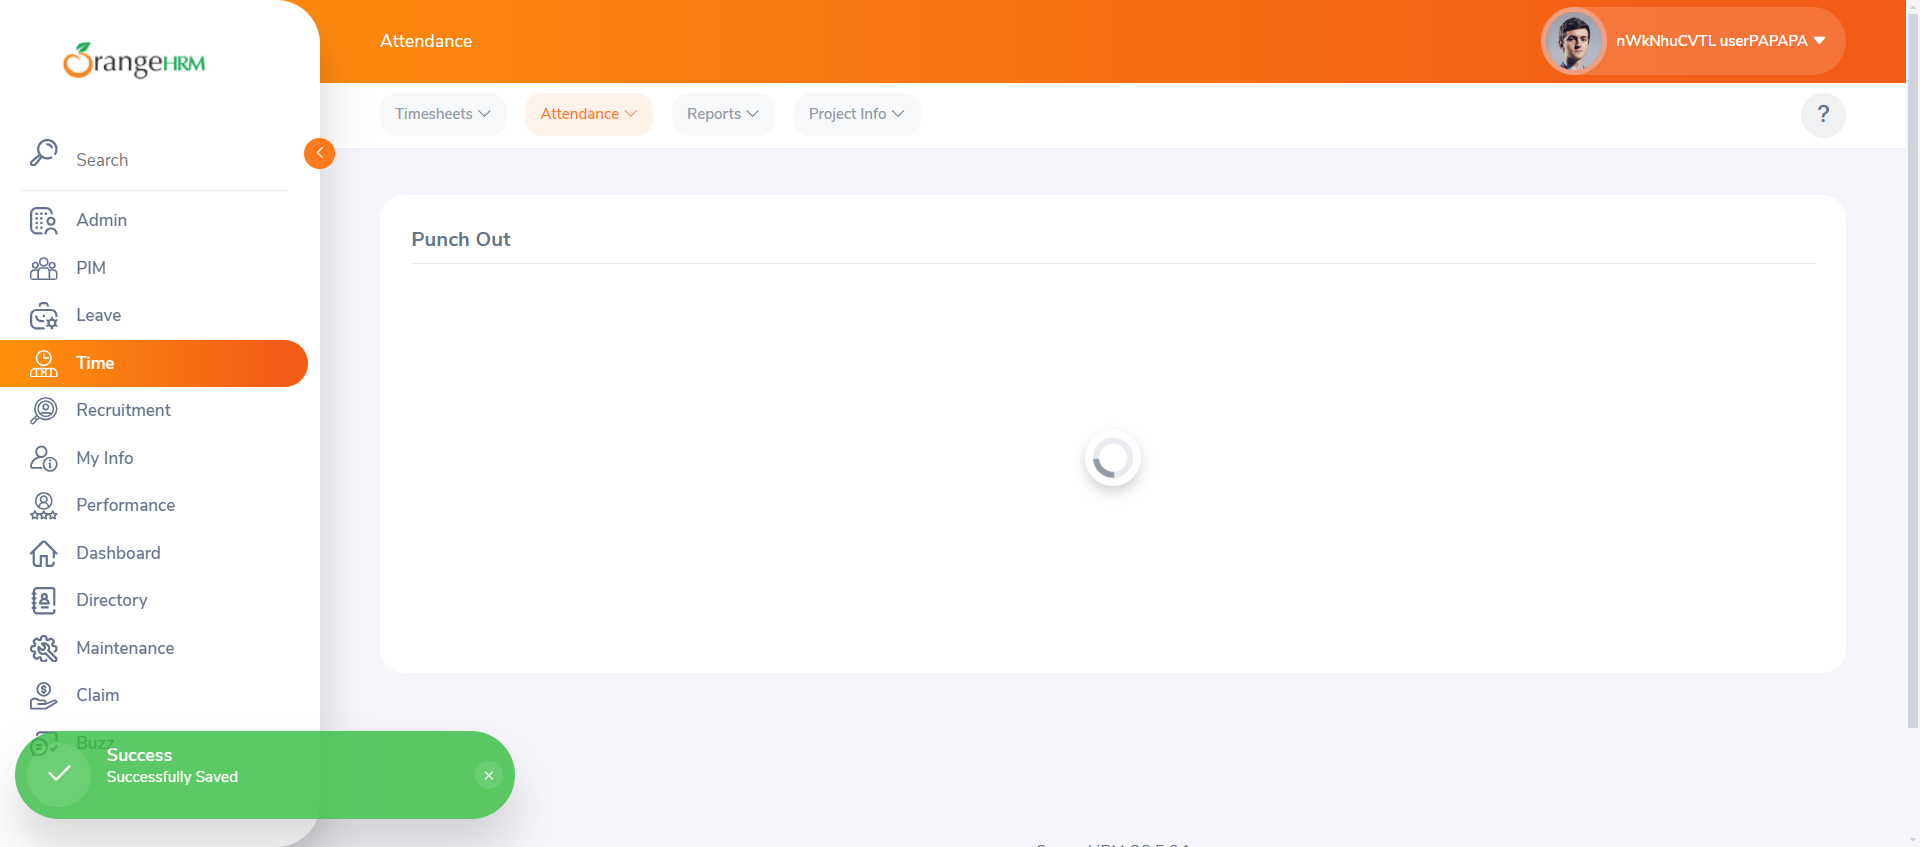 OrangeHRM
Attendance
nWkNhuCVTL userPAPAPA
Timesheets
Attendance
Reports
Project Info
?
Search
Admin
PIM
Leave
Time
Recruitment
My Info
Performance
Dashboard
Directory
Maintenance
Claim
Buzz
Punch Out
Success
Successfully Saved